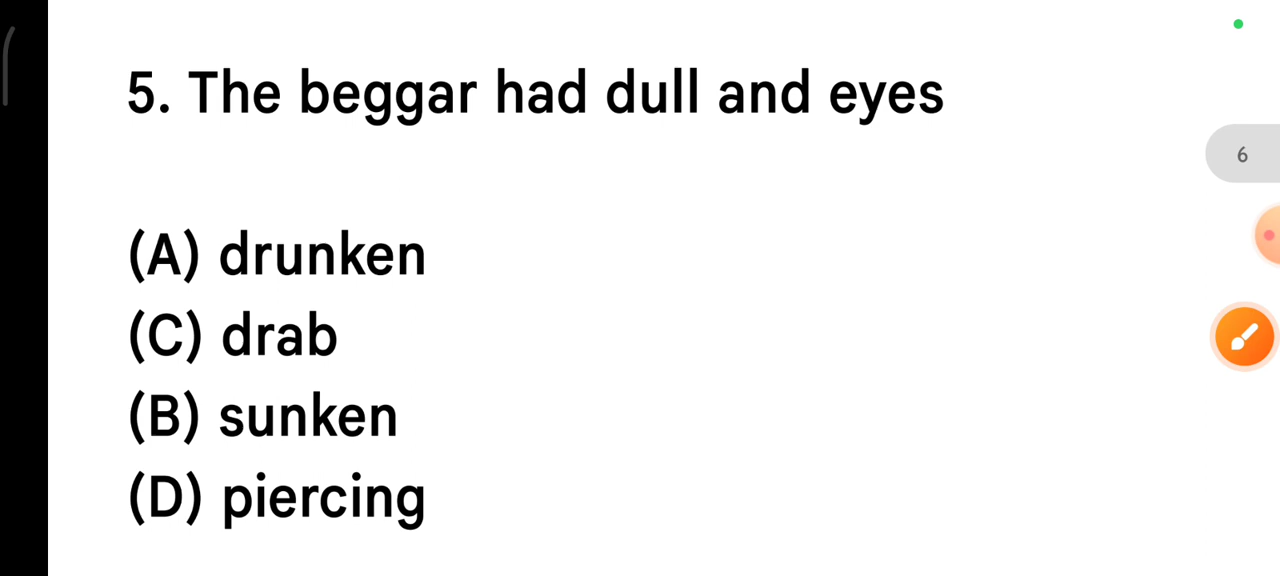 5. The beggar had dull and eyes
6
(A) drunken
(C) drab
(B) sunken
(D) piercing